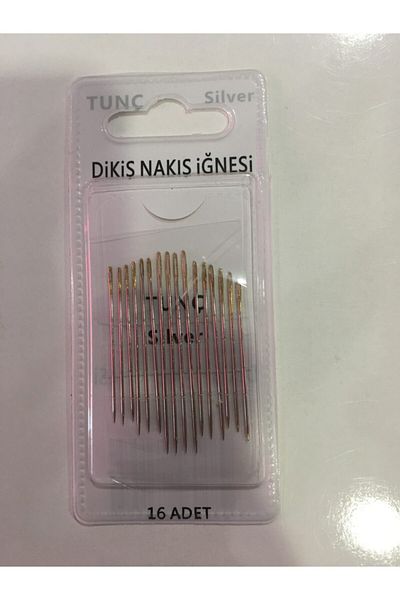 TUNÇ Silver
DiKiŞ NAKIŞ iĞNESi
TUNÇ
Silver
16 ADET